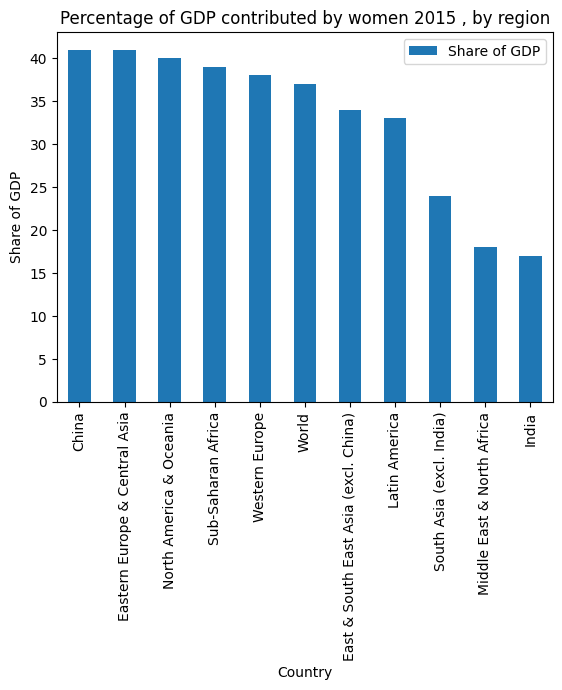 Percentage of GDP contributed by women 2015 , by region
Share of GDP
Share of GDP
40
35
30
25
20
15
10
5
0
China
Eastern Europe & Central Asia
North America & Oceania
Sub-Saharan Africa
Western Europe
World
East & South East Asia (excl. China)
Latin America
South Asia (excl. India)
Middle East & North Africa
India
Country